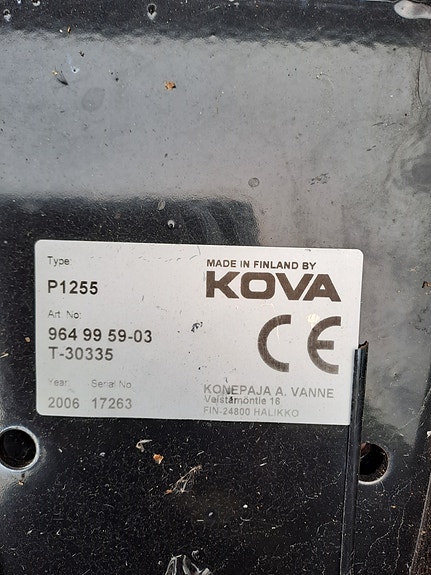 Type:
P1255
Art. No:
964 99 59-03
T-30335
Year
Serial No
2006 17263
MADE IN FINLAND BY
KOVA
CE
KONEPAJA A. VANNE
Veistämöntie 16
FIN-24800 HALIKKO